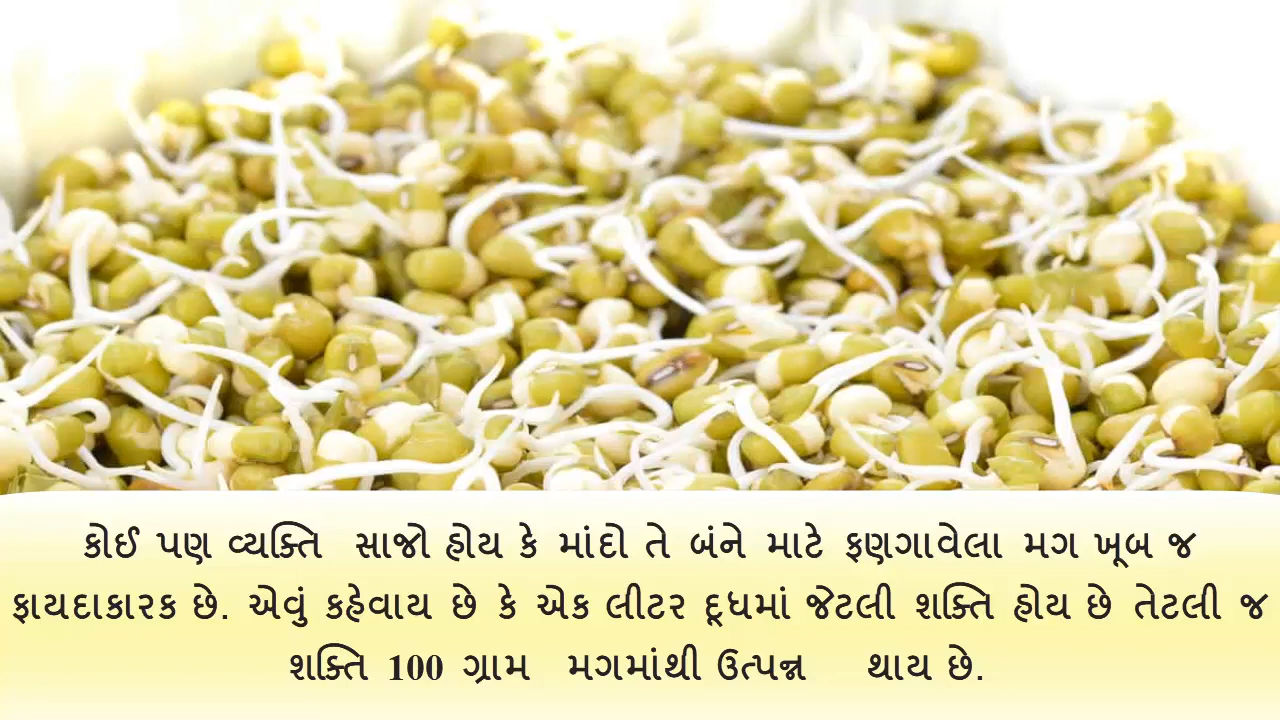 કોઈ પણ વ્યક્તિ સાજો હોય કે માંદો તે બંને માટે ફણગાવેલા મગ ખૂબ જ
ફાયદાકારક છે. એવું કહેવાય છે કે એક લીટર દૂધમાં જેટલી શક્તિ હોય છે તેટલી જ
શક્તિ 100 ગ્રામ મગમાંથી ઉત્પન્ન થાય છે.